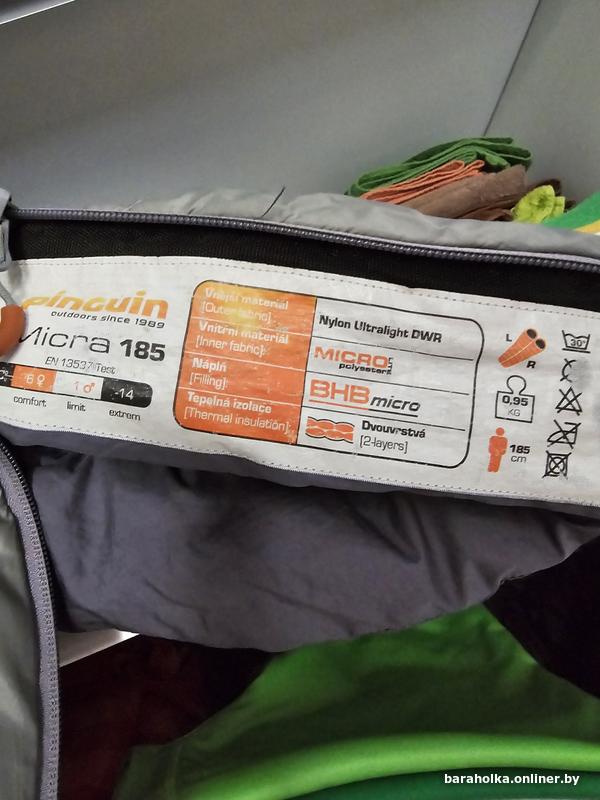 pinguin
outdoors since 1989
Micra 185
EN 13537 Test
6 1 -14
comfort limit extrem
Vnější materiál
[Outer fabric]:
Nylon Ultralight DWR
Vnitřní materiál
[Inner fabric]:
MICRO
polyester
Náplň
[Filling]:
BHB micro
Tepelná izolace
[Thermal insulation]:
Dvouvrstvá
[2-layers]
L
R
0,95
KG
185
cm
30°
baraholka.onliner.by